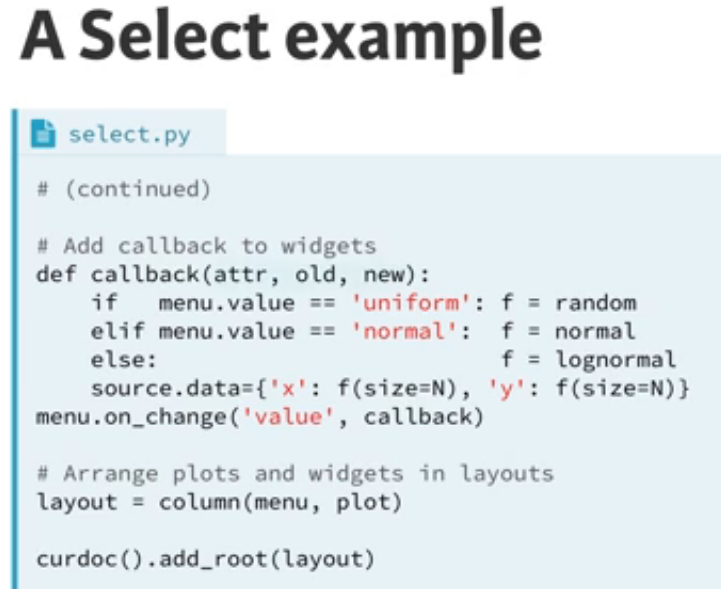 A Select example
select.py
# (continued)
# Add callback to widgets
def callback(attr, old, new):
    if   menu.value == 'uniform': f = random
    elif menu.value == 'normal':  f = normal
    else:                         f = lognormal
    source.data={'x': f(size=N), 'y': f(size=N)}
menu.on_change('value', callback)
# Arrange plots and widgets in layouts
layout = column(menu, plot)
curdoc().add_root(layout)